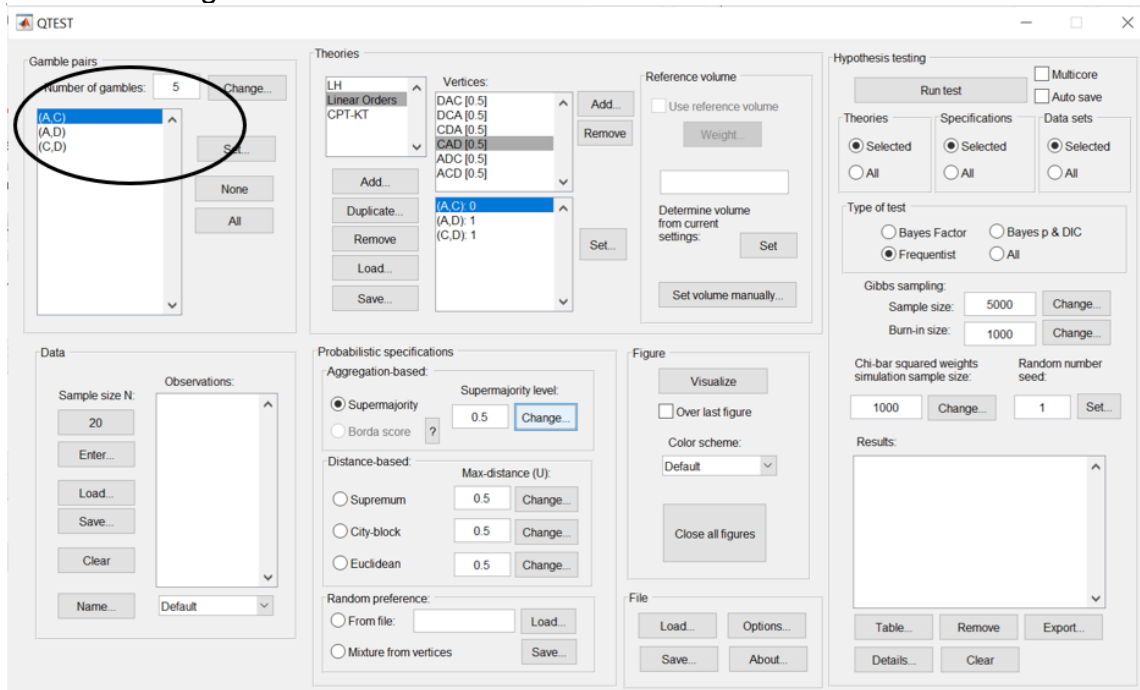 QTEST
Gamble pairs
Number of gambles: 5 Change...
(A,C)
(A,D)
(C,D)
Set...
None
All
Theories
LH
Linear Orders
CPT-KT
Vertices:
DAC [0.5]
DCA [0.5]
CDA [0.5]
CAD [0.5]
ADC [0.5]
ACD [0.5]
Add...
Remove
Add...
Duplicate...
Remove
Load...
Save...
(A,C): 0
(A,D): 1
(C,D): 1
Set...
Reference volume
Use reference volume
Weight...
Determine volume
from current
settings:
Set
Set volume manually...
Hypothesis testing
Run test
Multicore
Auto save
Theories
Selected
All
Specifications
Selected
All
Data sets
Selected
All
Type of test
Bayes Factor
Bayes p & DIC
Frequentist
All
Gibbs sampling:
Sample size: 5000 Change...
Burn-in size: 1000 Change...
Chi-bar squared weights
simulation sample size:
1000 Change...
Random number
seed:
1 Set...
Results:
Table...
Remove
Export...
Details...
Clear
Data
Sample size N:
20
Enter...
Load...
Save...
Clear
Name...
Observations:
Default
Probabilistic specifications
Aggregation-based:
Supermajority level:
Supermajority 0.5 Change...
Borda score ?
Distance-based:
Max-distance (U):
Supremum 0.5 Change...
City-block 0.5 Change...
Euclidean 0.5 Change...
Random preference:
From file: Load...
Mixture from vertices Save...
Figure
Visualize
Over last figure
Color scheme:
Default
Close all figures
File
Load...
Options...
Save...
About...